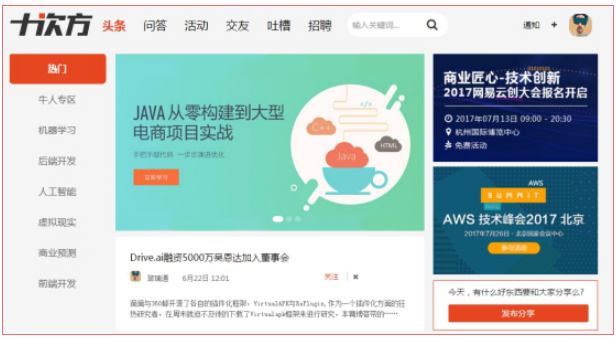 十次方 头条 问答 活动 交友 吐槽 招聘 输入关键词... 通知 +
热门
牛人专区
机器学习
后端开发
人工智能
虚拟现实
商业预测
前端开发
JAVA 从零构建到大型
电商项目实战
手把手敲代码 一步步演进优化
立即学习
C++
HTML
Java
商业匠心-技术创新
2017网易云创大会报名开启
2017年07月13日 09:00 - 20:30
杭州国际博览中心
免费活动
AWS
SUMMIT
AWS 技术峰会2017 北京
2017年7月26日 · 北京国家会议中心
参与活动
Drive.ai融资5000万吴恩达加入董事会
玻璃通 6月22日 12:01 关注 | ×
滴滴与360都开源了各自的插件化框架，VirtualAPK与RePlugin，作为一个插件化方面的狂
热研究者，在周末就迫不及待的下载了Virtualapk框架来进行研究，本篇博客带的……
今天，有什么好东西要和大家分享么?
发布分享